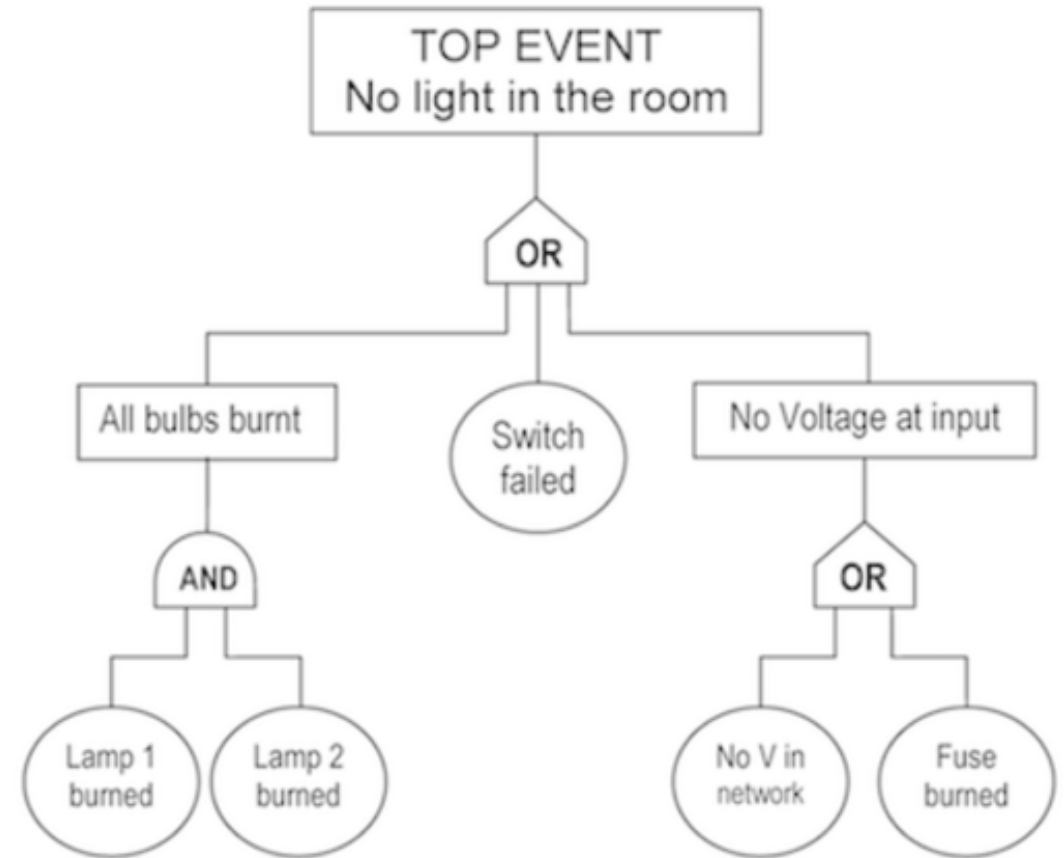 TOP EVENT
No light in the room
OR
All bulbs burnt
Switch
failed
No Voltage at input
AND
OR
Lamp 1
burned
Lamp 2
burned
No V in
network
Fuse
burned